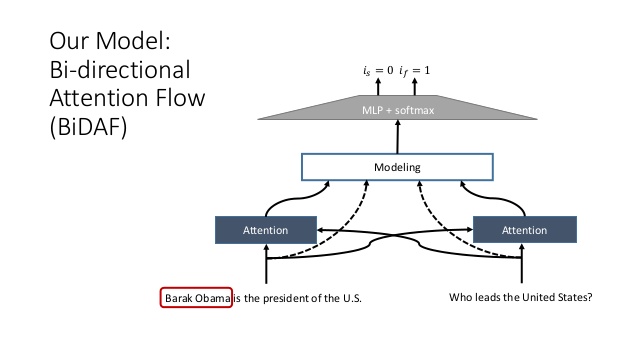 Our Model:
Bi-directional
Attention Flow
(BiDAF)
i_s = 0 i_f = 1
MLP + softmax
Modeling
Attention
Attention
Barak Obama is the president of the U.S.
Who leads the United States?